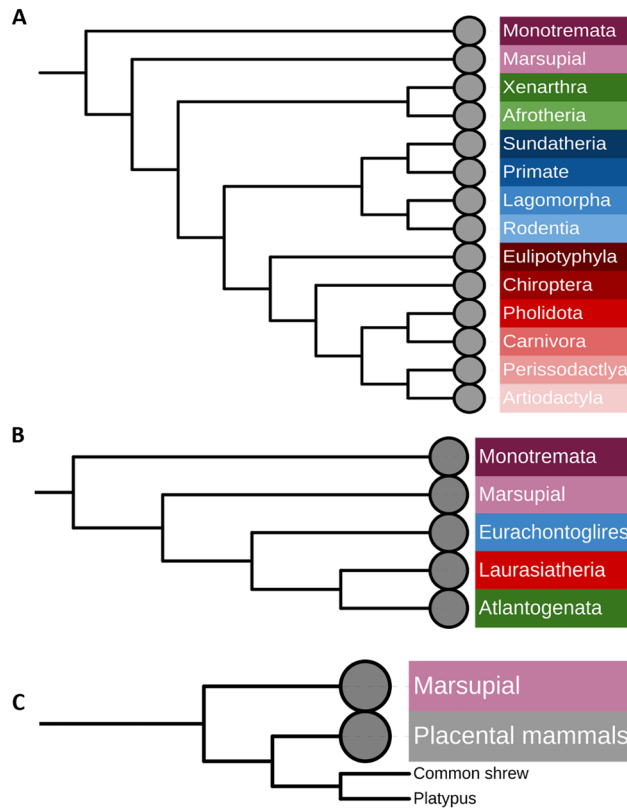 A
Monotremata
Marsupial
Xenarthra
Afrotheria
Sundatheria
Primate
Lagomorpha
Rodentia
Eulipotyphyla
Chiroptera
Pholidota
Carnivora
Perissodactlya
Artiodactyla
B
Monotremata
Marsupial
Eurachontoglires
Laurasiatheria
Atlantogenata
C
Marsupial
Placental mammals
Common shrew
Platypus